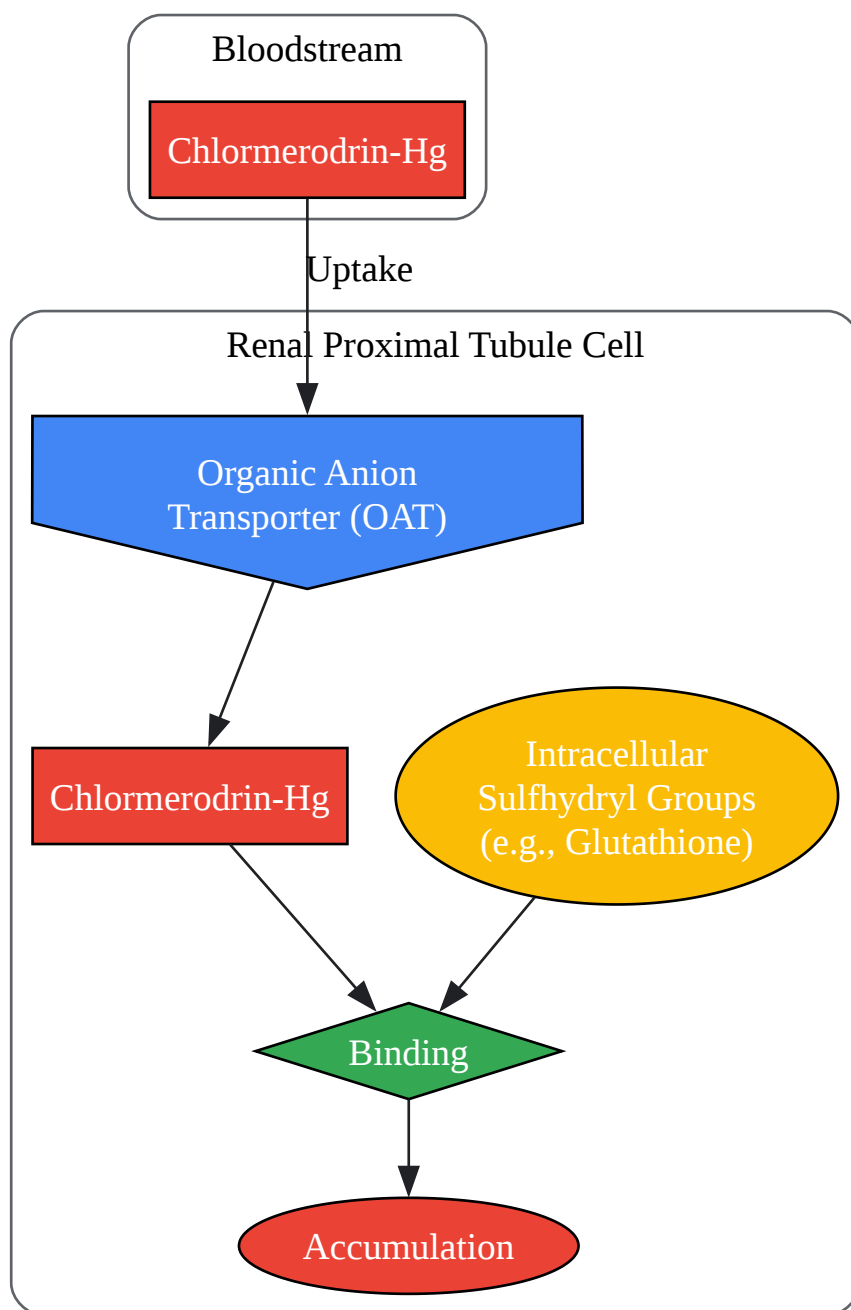 Bloodstream
Chlormerodrin-Hg
Uptake
Renal Proximal Tubule Cell
Organic Anion
Transporter (OAT)
Chlormerodrin-Hg
Intracellular
Sulfhydryl Groups
(e.g., Glutathione)
Binding
Accumulation